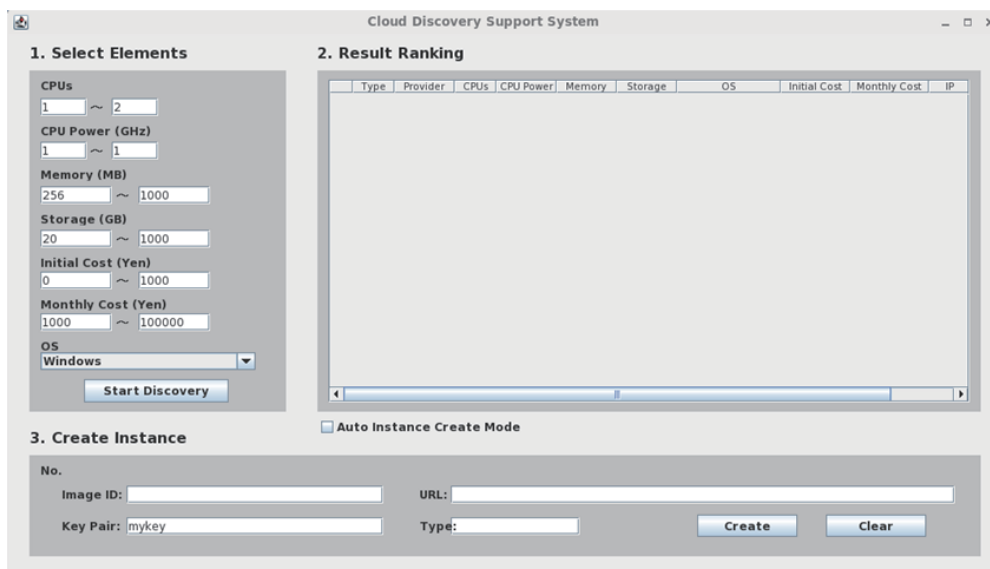 Cloud Discovery Support System
1. Select Elements
CPUs
1 ~ 2
CPU Power (GHz)
1 ~ 1
Memory (MB)
256 ~ 1000
Storage (GB)
20 ~ 1000
Initial Cost (Yen)
0 ~ 1000
Monthly Cost (Yen)
1000 ~ 100000
OS
Windows
Start Discovery
2. Result Ranking
Type Provider CPUs CPU Power Memory Storage OS Initial Cost Monthly Cost IP
Auto Instance Create Mode
3. Create Instance
No.
Image ID: URL:
Key Pair: mykey Type: Create Clear